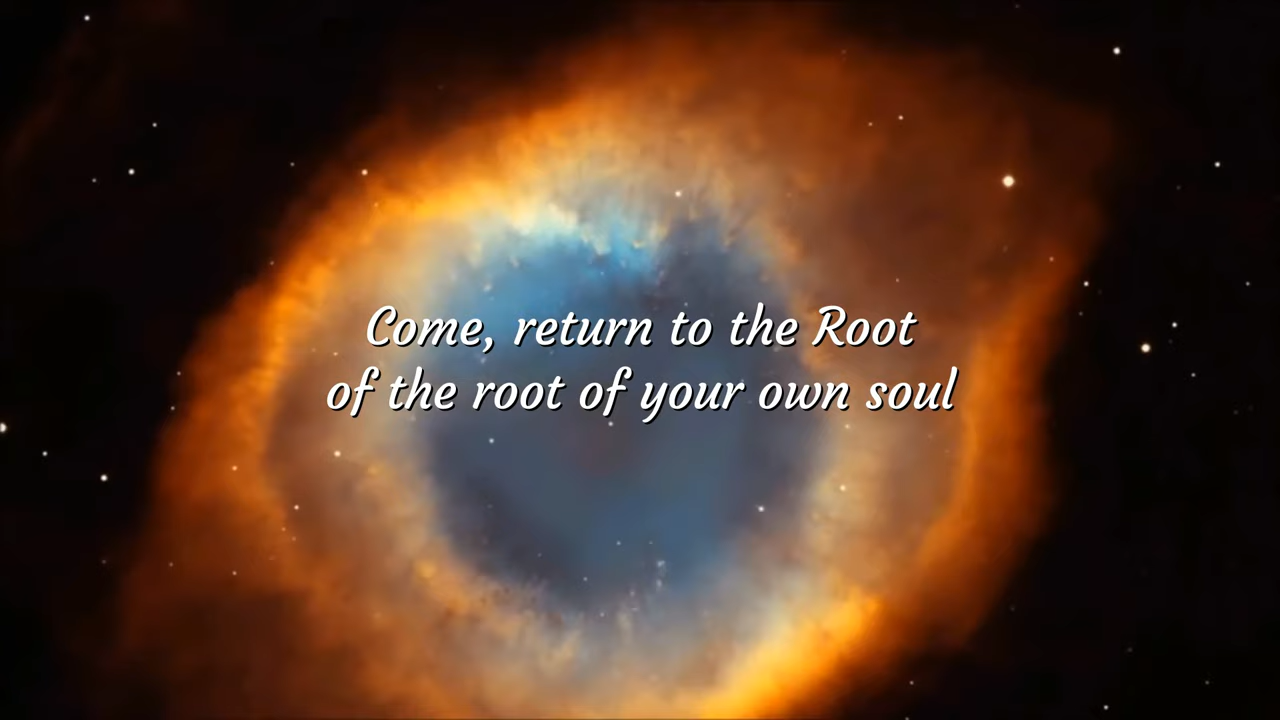 Come, return to the Root
of the root of your own soul